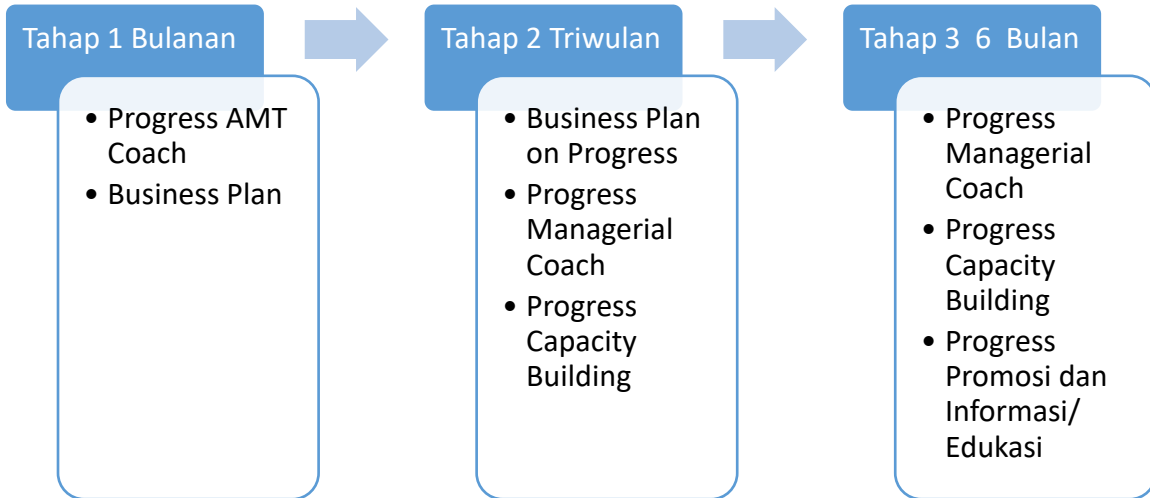 Tahap 1 Bulanan
• Progress AMT
Coach
• Business Plan
Tahap 2 Triwulan
• Business Plan
on Progress
• Progress
Managerial
Coach
• Progress
Capacity
Building
Tahap 3 6 Bulan
• Progress
Managerial
Coach
• Progress
Capacity
Building
• Progress
Promosi dan
Informasi/
Edukasi